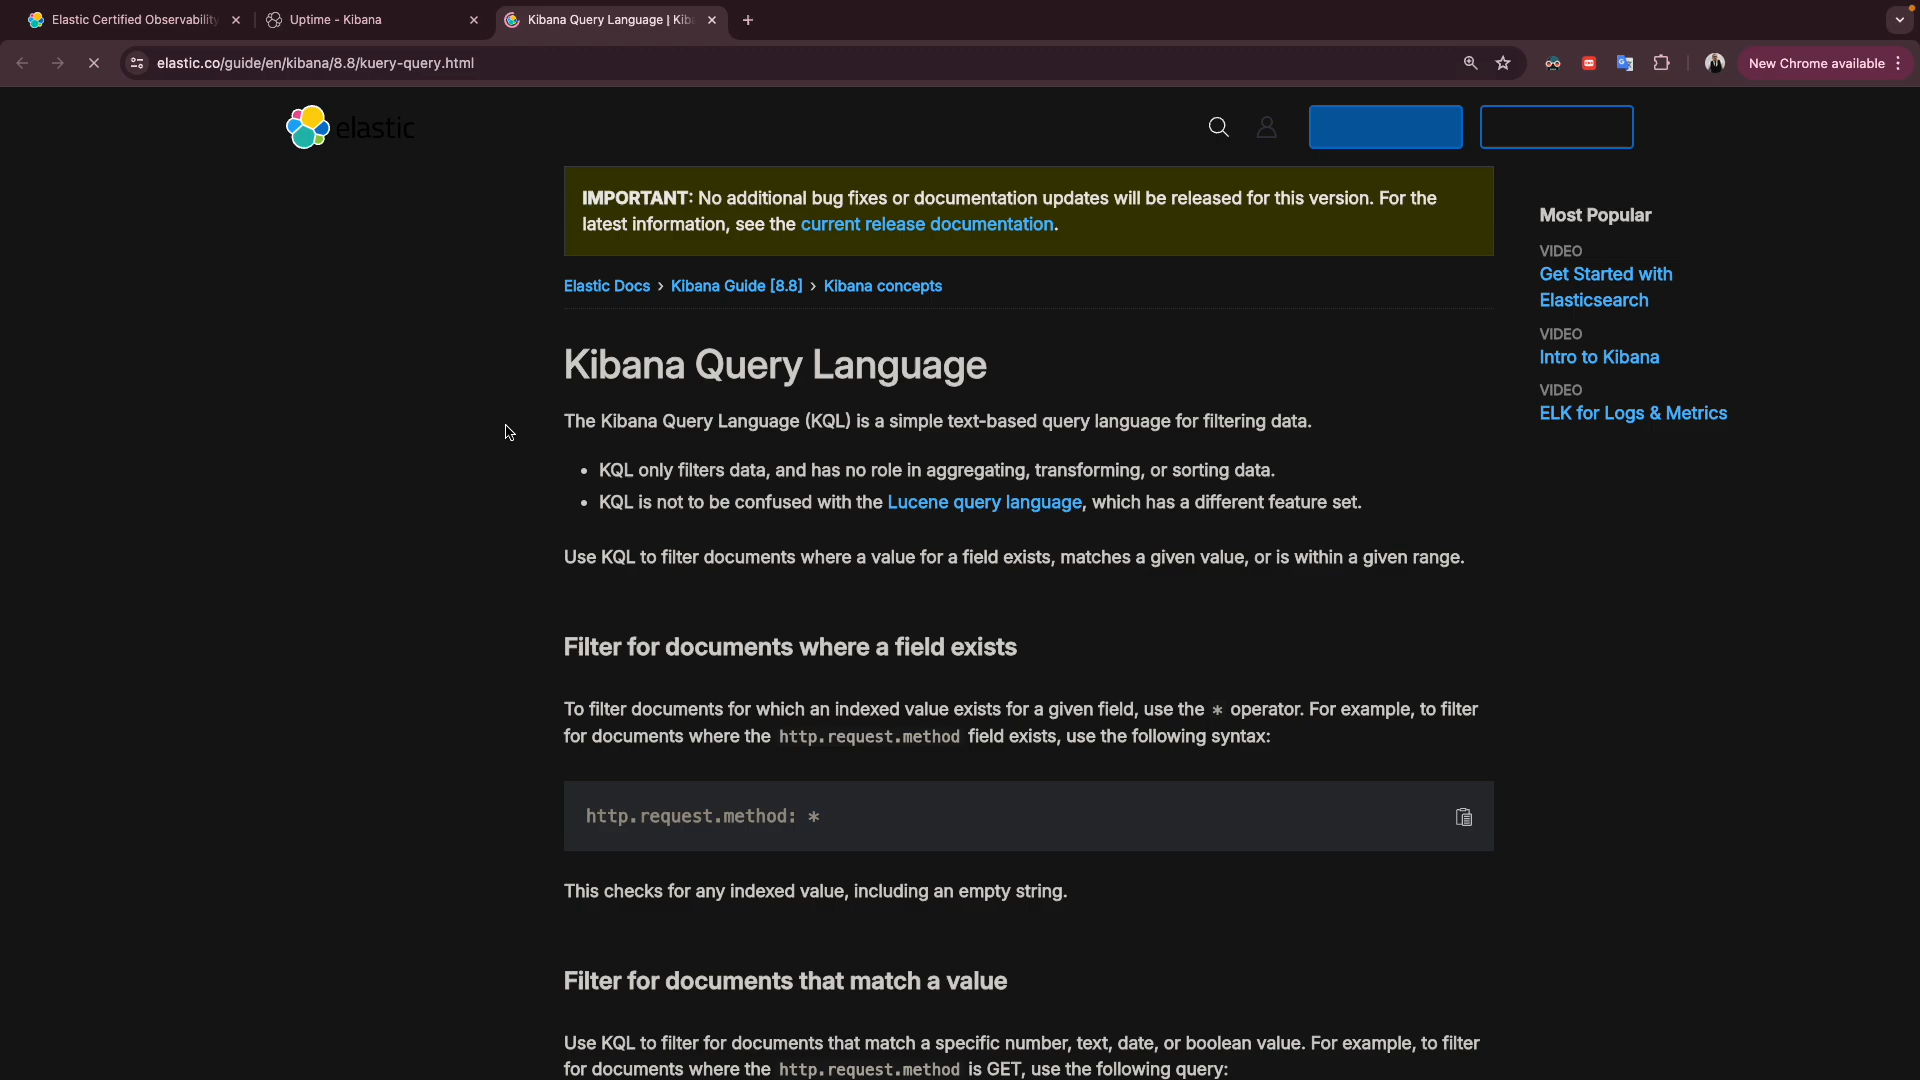 Elastic Certified Observability
Uptime - Kibana
Kibana Query Language | Kib
elastic.co/guide/en/kibana/8.8/kuery-query.html
New Chrome available
elastic
IMPORTANT: No additional bug fixes or documentation updates will be released for this version. For the
latest information, see the current release documentation.
Elastic Docs › Kibana Guide [8.8] › Kibana concepts
Kibana Query Language
The Kibana Query Language (KQL) is a simple text-based query language for filtering data.
• KQL only filters data, and has no role in aggregating, transforming, or sorting data.
• KQL is not to be confused with the Lucene query language, which has a different feature set.
Use KQL to filter documents where a value for a field exists, matches a given value, or is within a given range.
Filter for documents where a field exists
To filter documents for which an indexed value exists for a given field, use the * operator. For example, to filter
for documents where the http.request.method field exists, use the following syntax:
http.request.method: *
This checks for any indexed value, including an empty string.
Filter for documents that match a value
Use KQL to filter for documents that match a specific number, text, date, or boolean value. For example, to filter
for documents where the http.request.method is GET, use the following query:
Most Popular
VIDEO
Get Started with
Elasticsearch
VIDEO
Intro to Kibana
VIDEO
ELK for Logs & Metrics